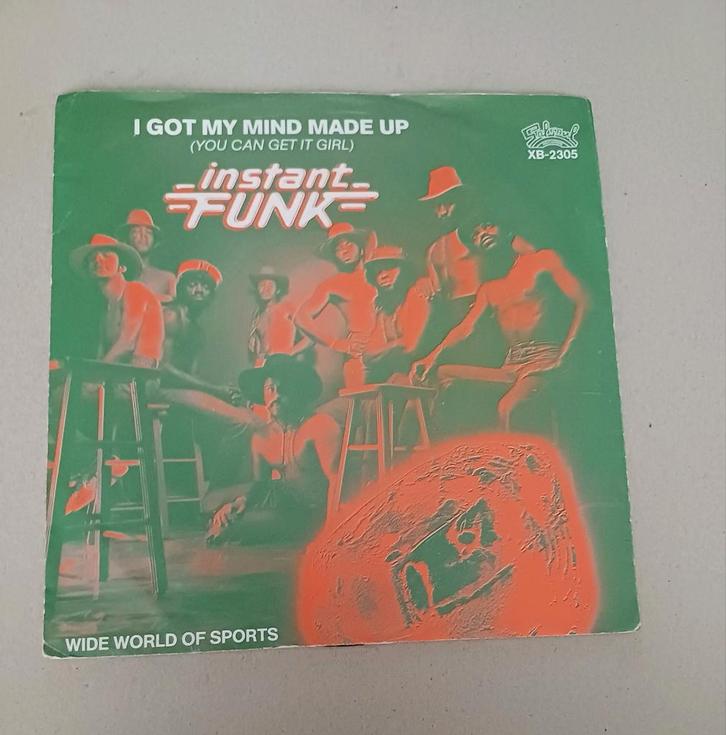 I GOT MY MIND MADE UP
(YOU CAN GET IT GIRL)
instant
FUNK
Salsoul
XB-2305
WIDE WORLD OF SPORTS